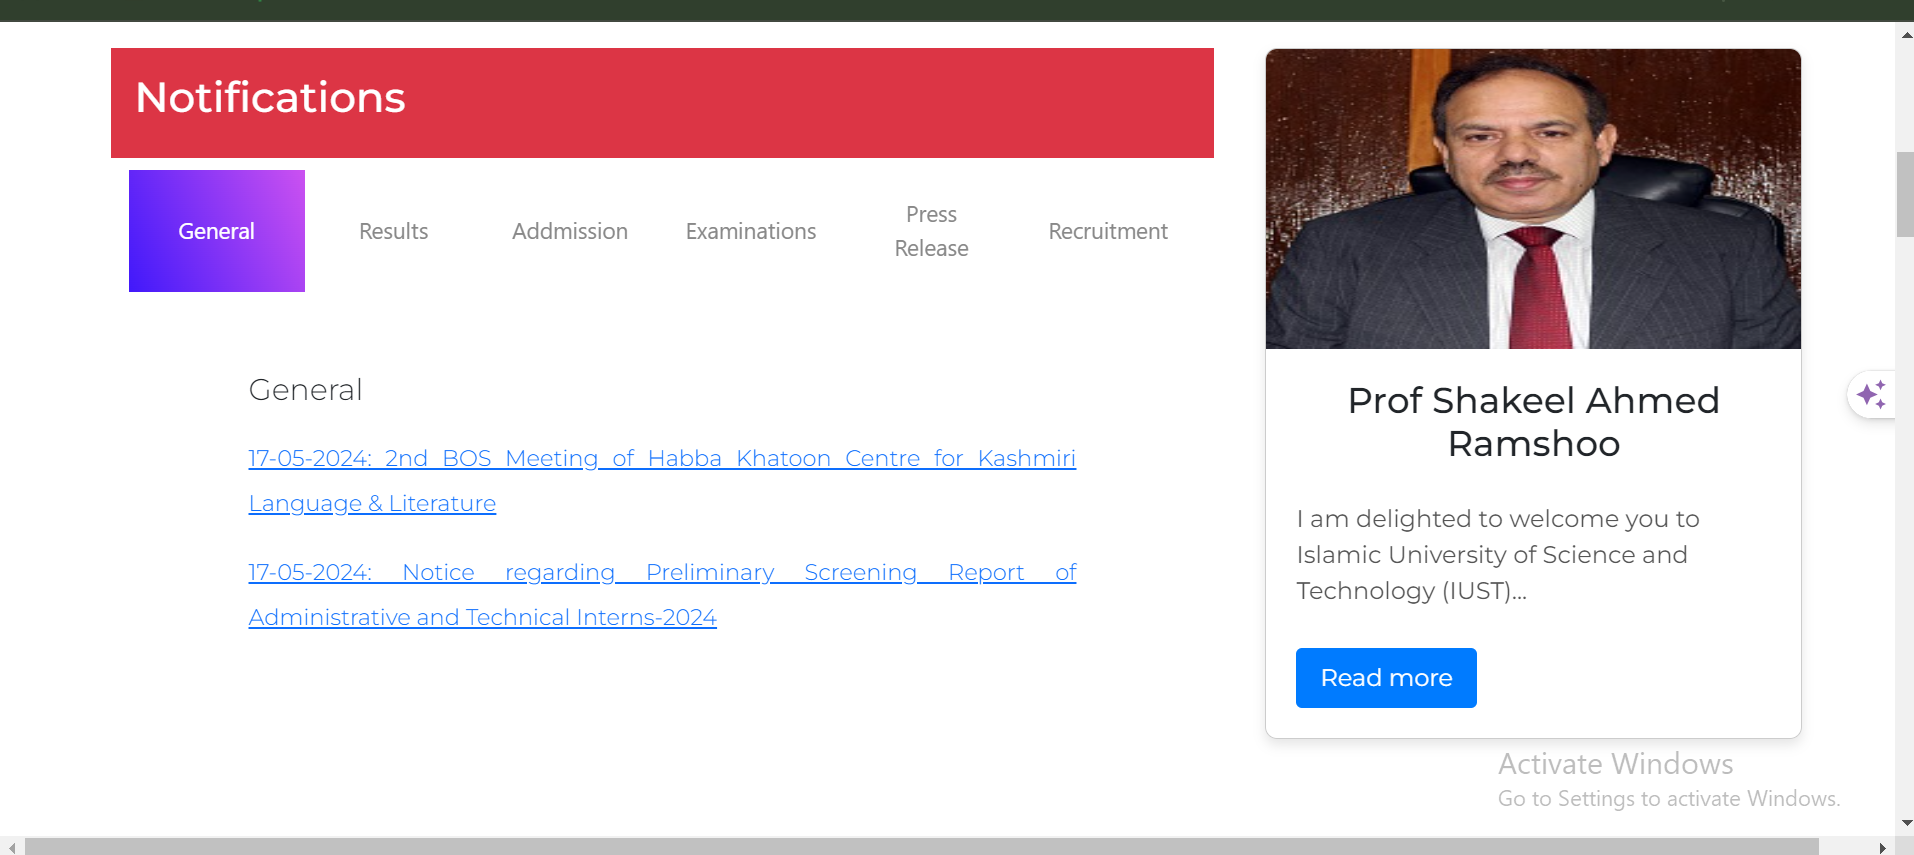 Notifications
General
Results
Addmission
Examinations
Press
Release
Recruitment
General
17-05-2024: 2nd BOS Meeting of Habba Khatoon Centre for Kashmiri
Language & Literature
17-05-2024: Notice regarding Preliminary Screening Report of
Administrative and Technical Interns-2024
Prof Shakeel Ahmed
Ramshoo
I am delighted to welcome you to
Islamic University of Science and
Technology (IUST)...
Read more
Activate Windows
Go to Settings to activate Windows.